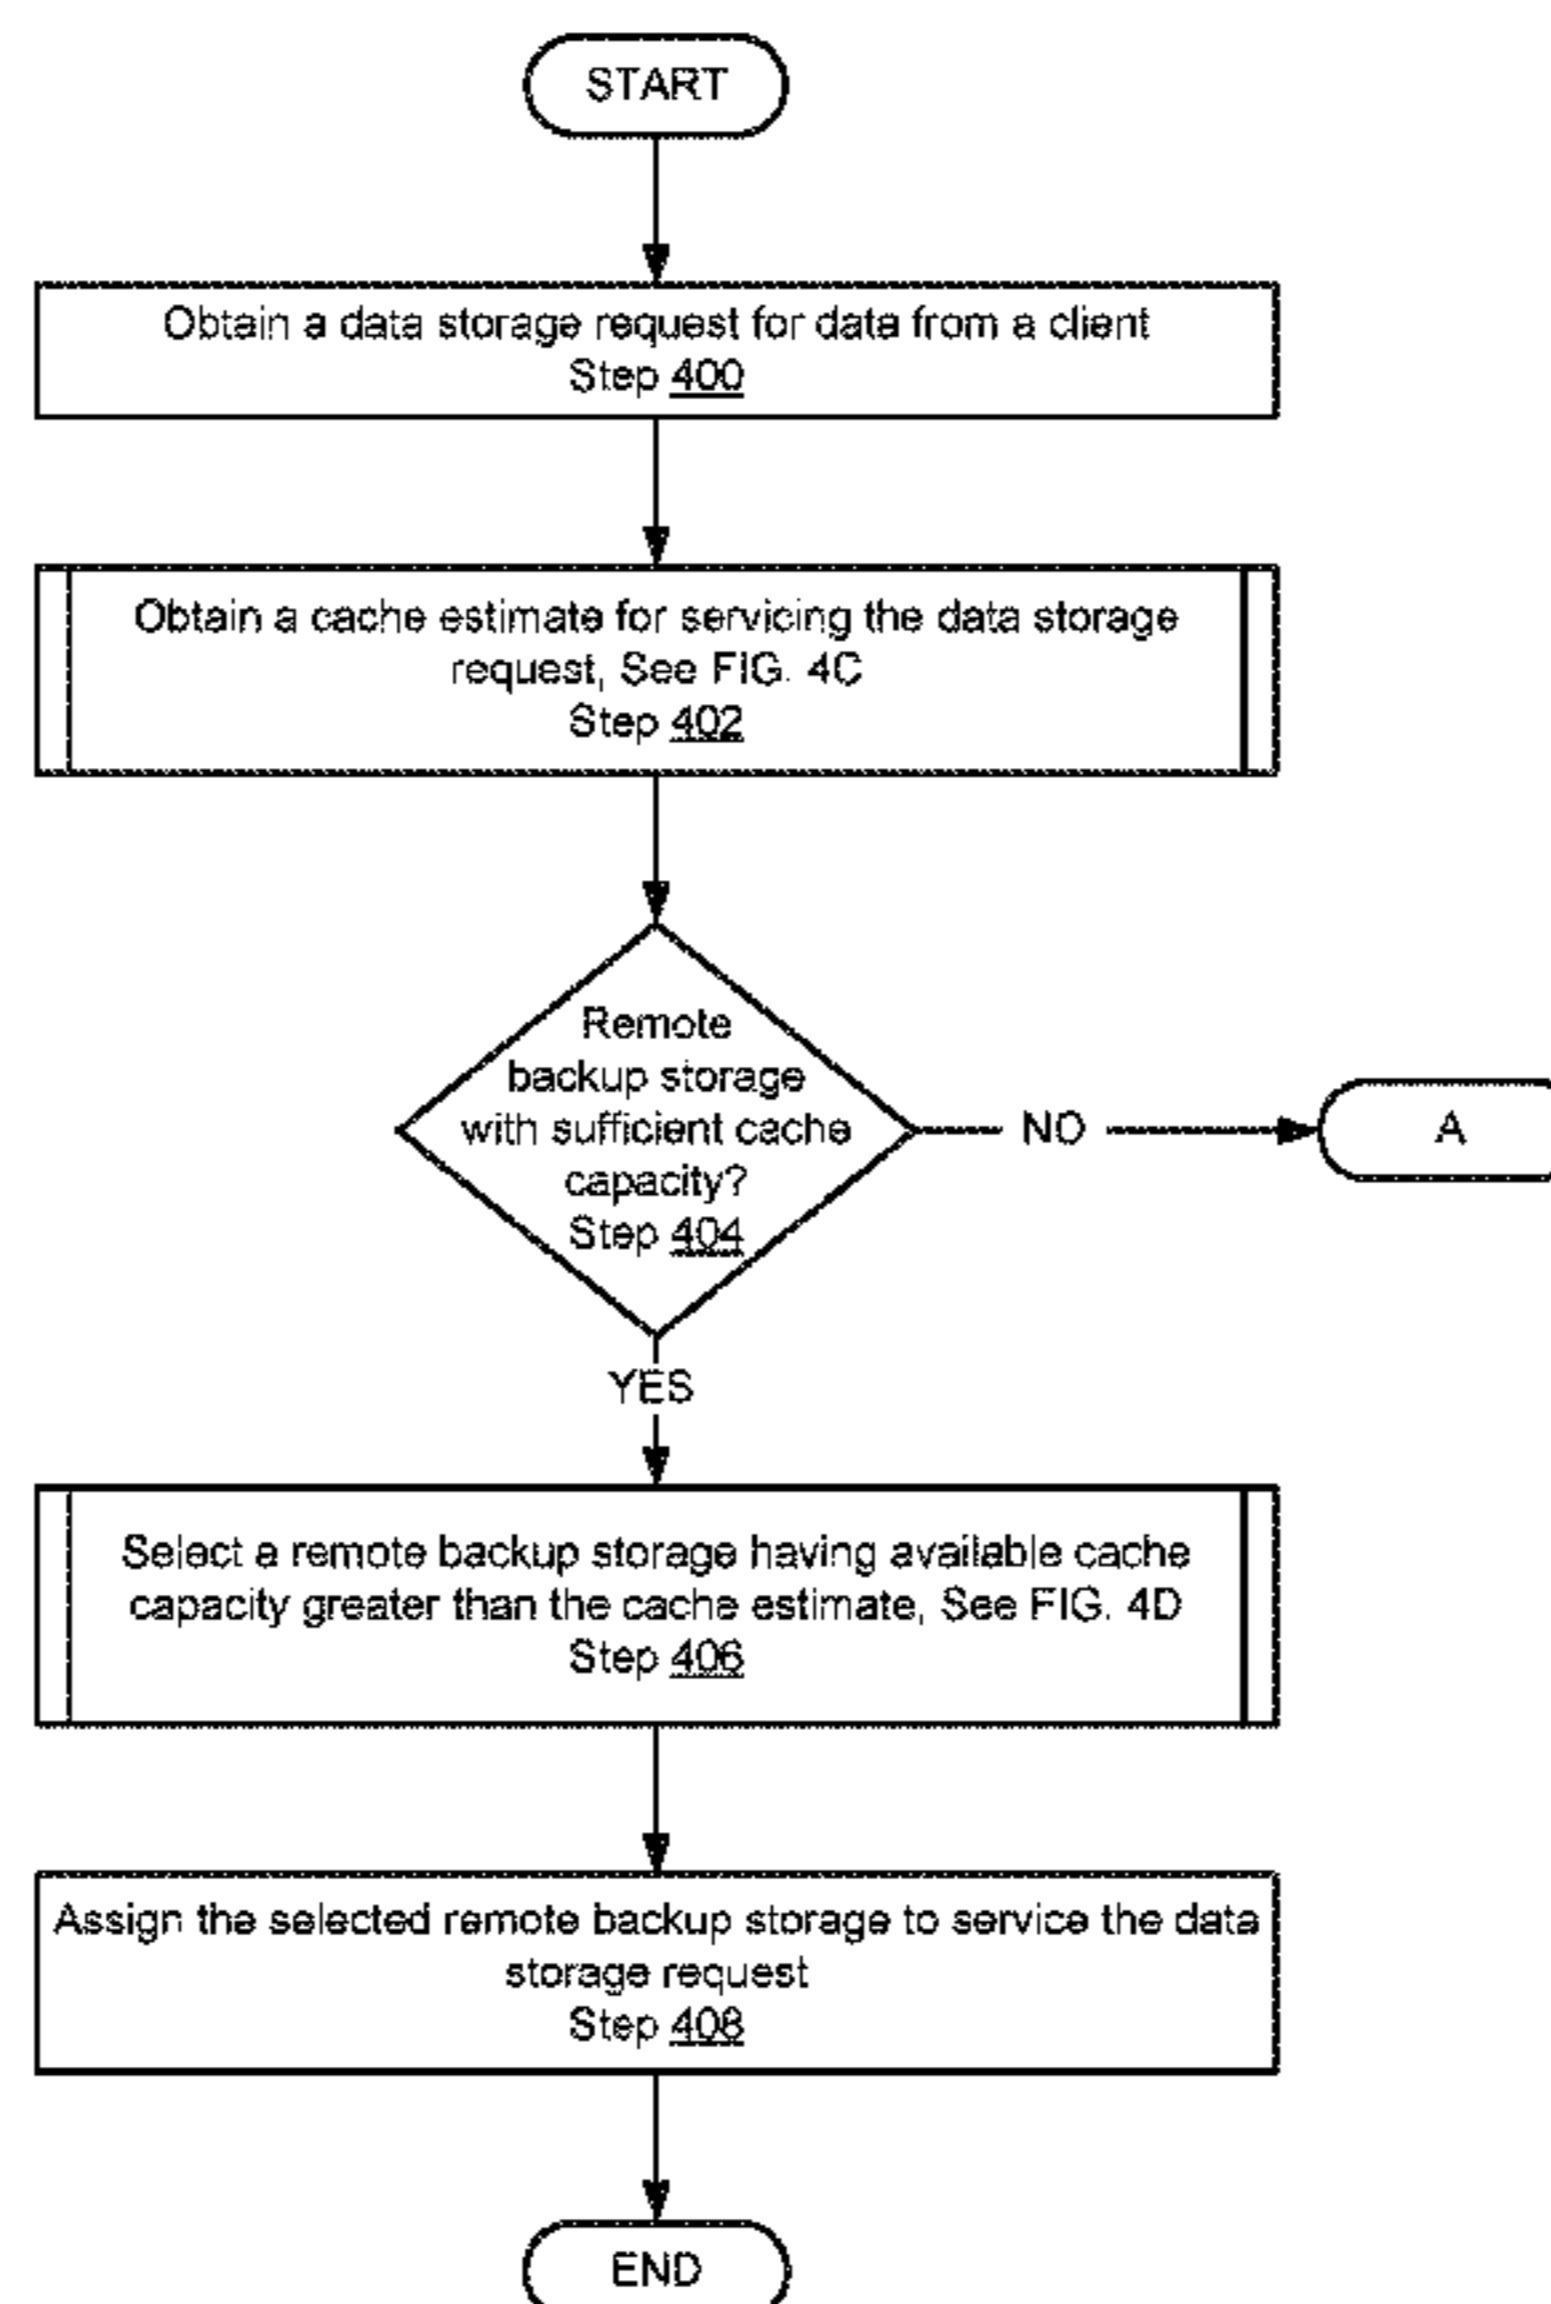 START
Obtain a data storage request for data from a client
Step 400
Obtain a cache estimate for servicing the data storage
request, See FIG. 4C
Step 402
Remote
backup storage
with sufficient cache
capacity?
Step 404
NO
A
YES
Select a remote backup storage having available cache
capacity greater than the cache estimate, See FIG. 4D
Step 406
Assign the selected remote backup storage to service the data
storage request
Step 408
END